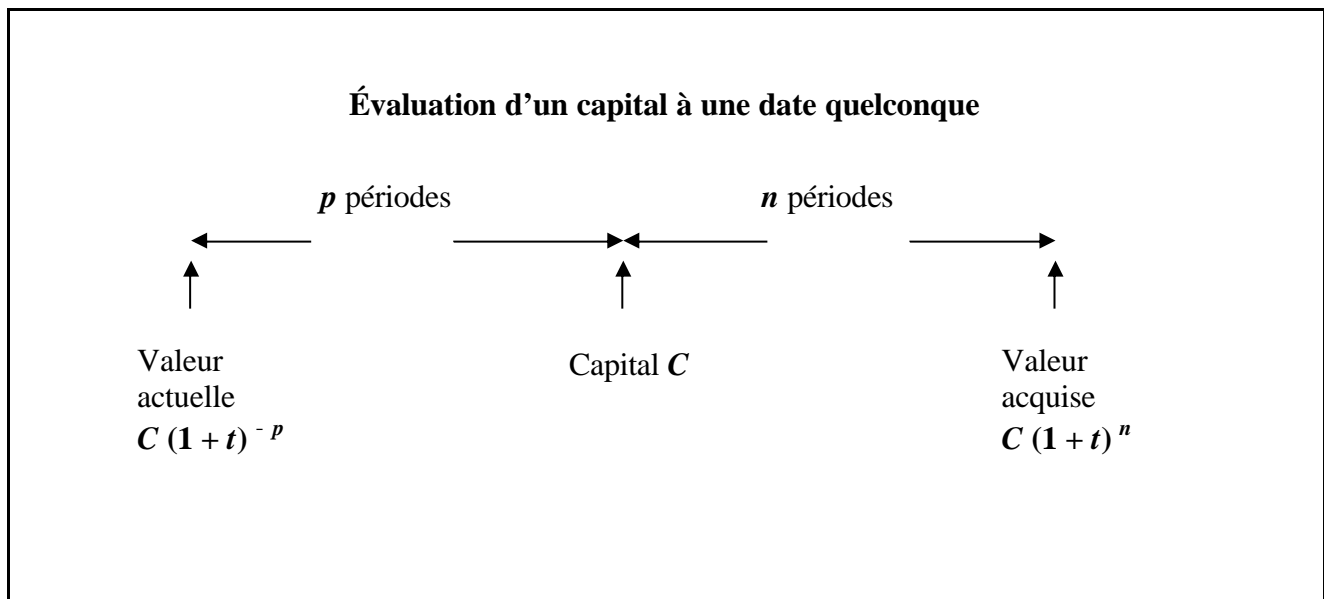 Évaluation d’un capital à une date quelconque
p périodes
n périodes
Valeur
actuelle
C (1 + t) ⁻ ᵖ
Capital C
Valeur
acquise
C (1 + t) ⁿ